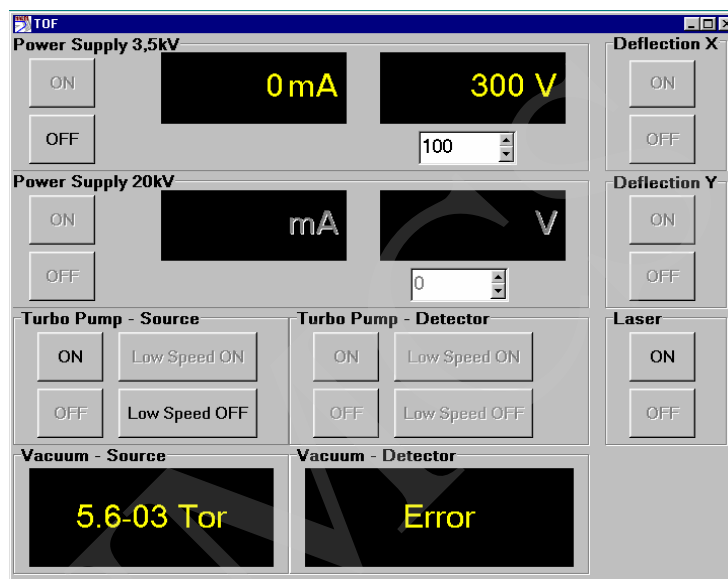 TOF
Power Supply 3,5kV
Deflection X
ON
0 mA
300 V
ON
OFF
100
OFF
Power Supply 20kV
Deflection Y
ON
mA
V
ON
OFF
0
OFF
Turbo Pump - Source
Turbo Pump - Detector
Laser
ON
Low Speed ON
ON
Low Speed ON
ON
OFF
Low Speed OFF
OFF
Low Speed OFF
OFF
Vacuum - Source
Vacuum - Detector
5.6-03 Tor
Error